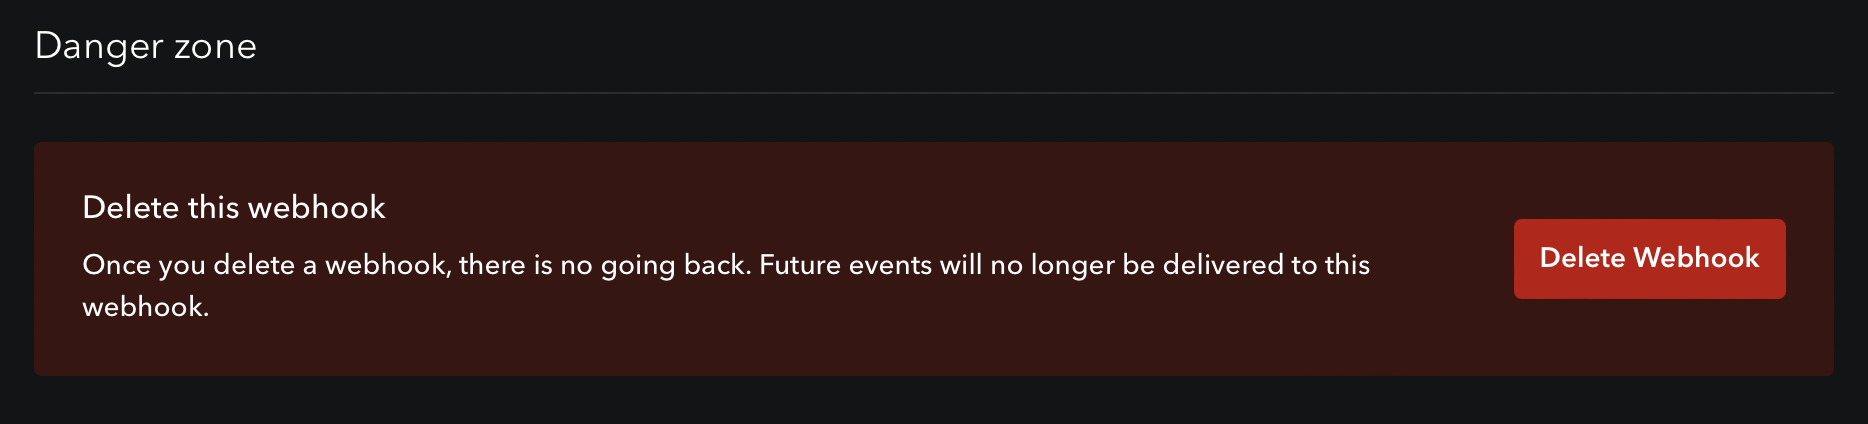 Danger zone
Delete this webhook
Once you delete a webhook, there is no going back. Future events will no longer be delivered to this
webhook.
Delete Webhook